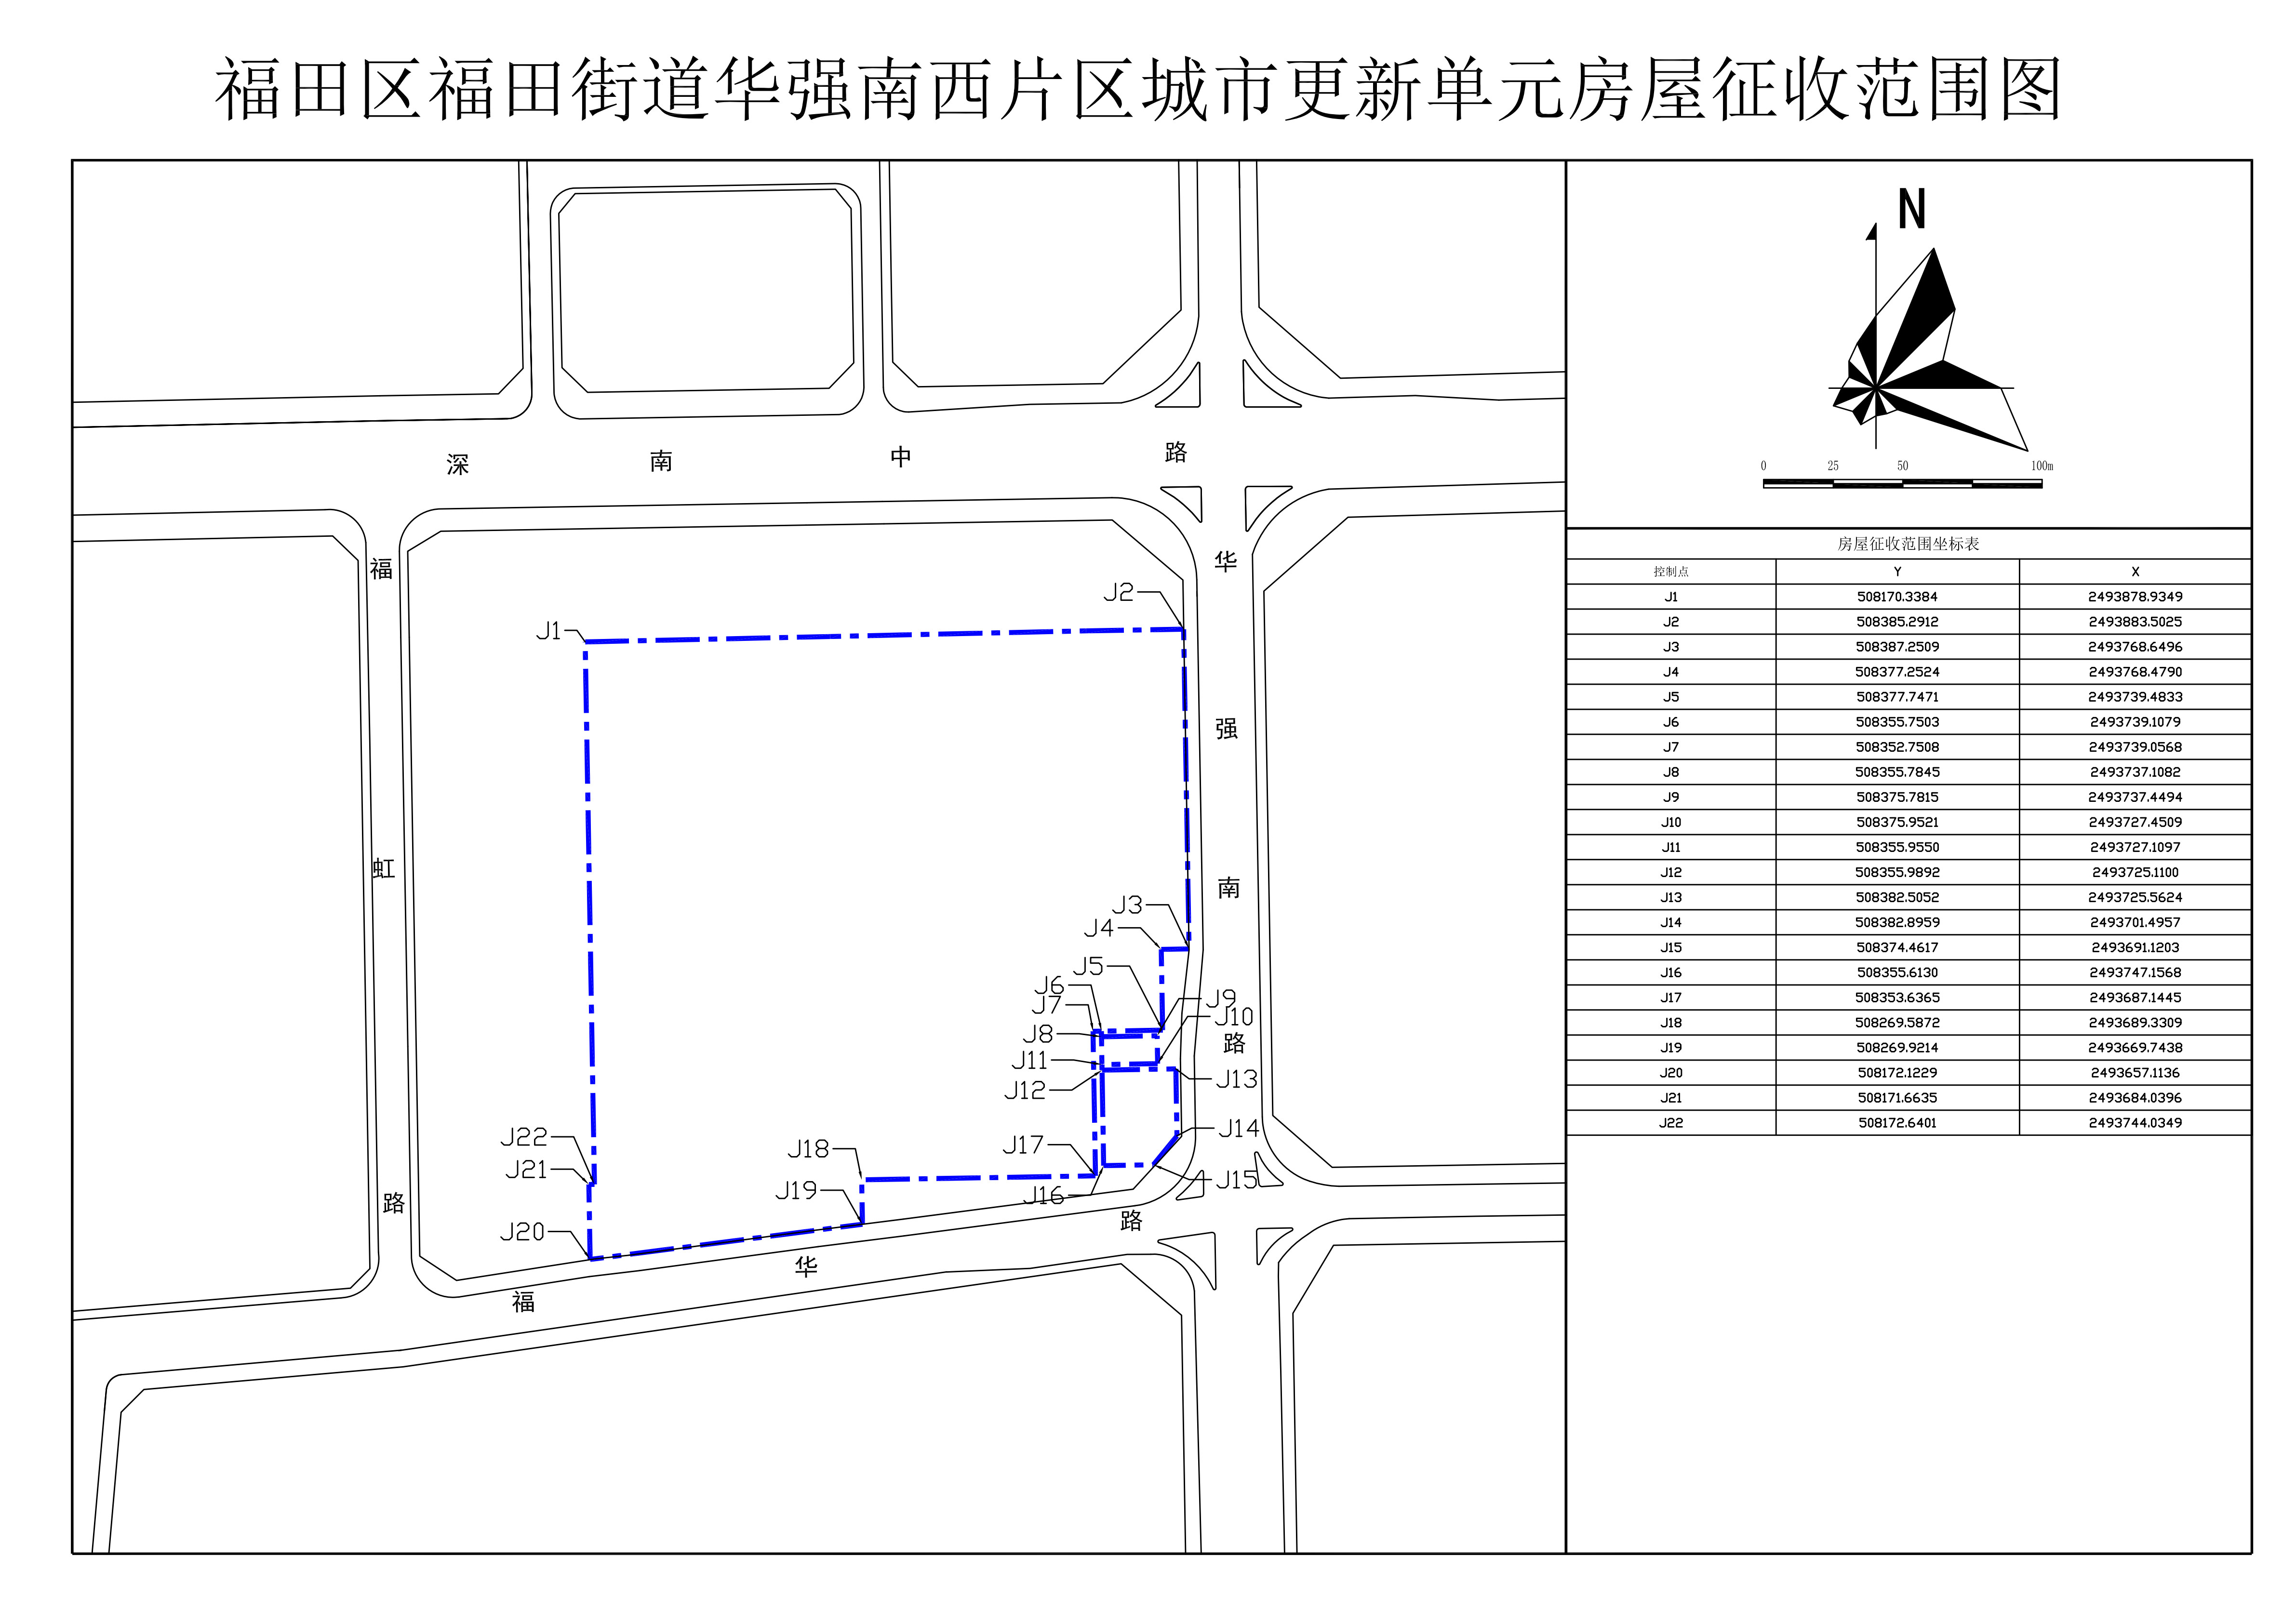 福田区福田街道华强南西片区城市更新单元房屋征收范围图
N
0 25 50 100m
深南中路
福虹路
华强南路
福华路
J1
J2
J3
J4
J5
J6
J7
J8
J9
J10
J11
J12
J13
J14
J15
J16
J17
J18
J19
J20
J21
J22
房屋征收范围坐标表
控制点 Y X
J1 508170.3384 2493878.9349
J2 508385.2912 2493883.5025
J3 508387.2509 2493768.6496
J4 508377.2524 2493768.4790
J5 508377.7471 2493739.4833
J6 508355.7503 2493739.1079
J7 508352.7508 2493739.0568
J8 508355.7845 2493737.1082
J9 508375.7815 2493737.4494
J10 508375.9521 2493727.4509
J11 508355.9550 2493727.1097
J12 508355.9892 2493725.1100
J13 508382.5052 2493725.5624
J14 508382.8959 2493701.4957
J15 508374.4617 2493691.1203
J16 508355.6130 2493747.1568
J17 508353.6365 2493687.1445
J18 508269.5872 2493689.3309
J19 508269.9214 2493669.7438
J20 508172.1229 2493657.1136
J21 508171.6635 2493684.0396
J22 508172.6401 2493744.0349